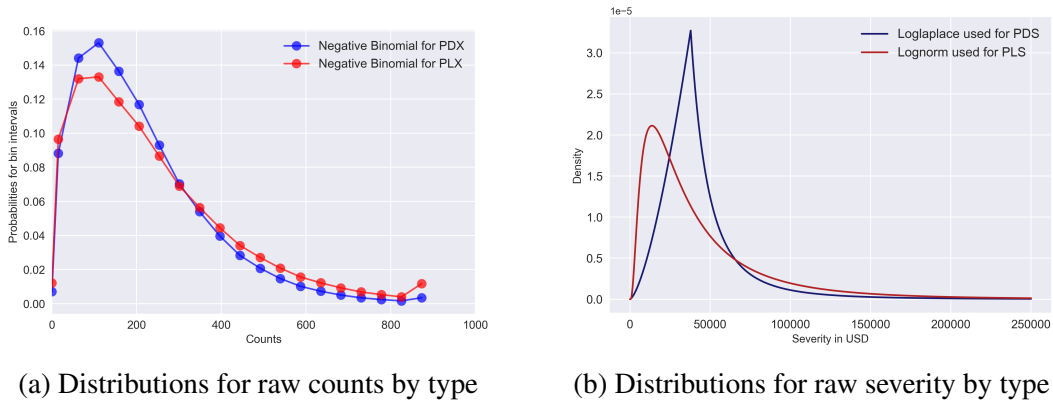 0.16
0.14
0.12
0.10
0.08
0.06
0.04
0.02
0.00
Probabilities for bin intervals
Negative Binomial for PDX
Negative Binomial for PLX
0 200 400 600 800 1000
Counts
(a) Distributions for raw counts by type
1e−5
3.0
2.5
2.0
1.5
1.0
0.5
0.0
Density
Loglaplace used for PDS
Lognorm used for PLS
0 50000 100000 150000 200000 250000
Severity in USD
(b) Distributions for raw severity by type